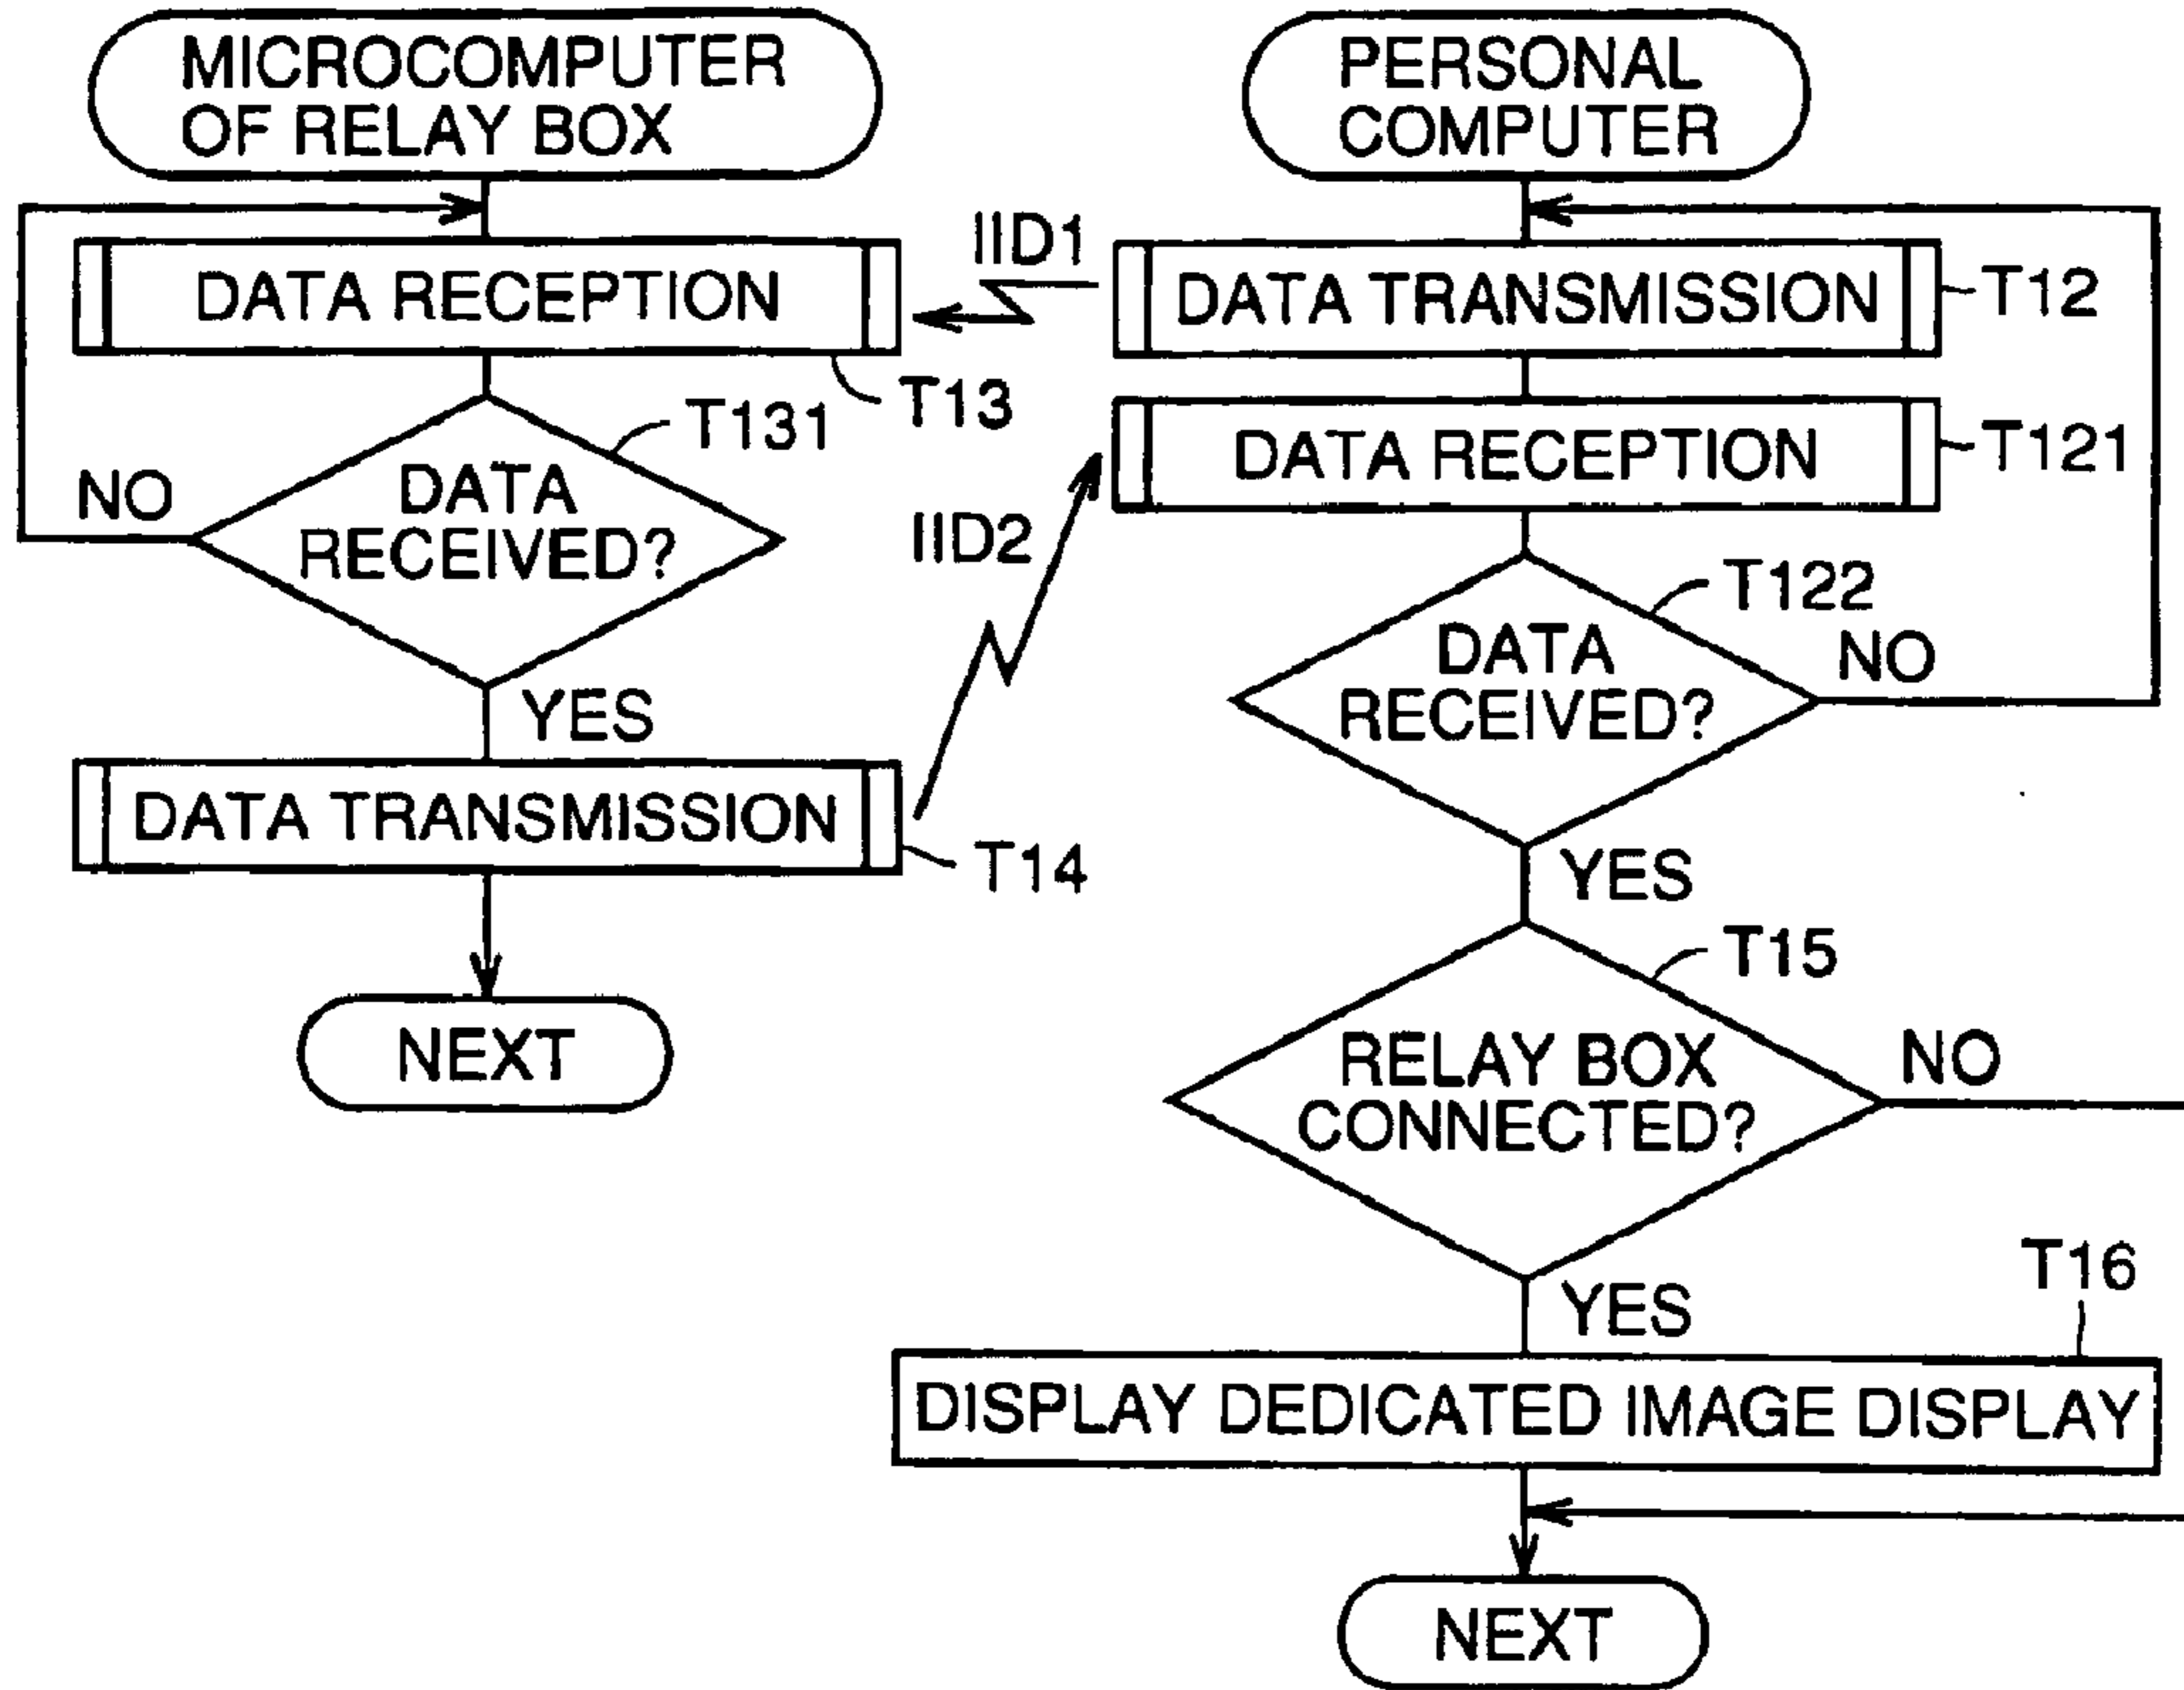 MICROCOMPUTER
OF RELAY BOX
DATA RECEPTION
T13
T131
DATA
RECEIVED?
NO
YES
DATA TRANSMISSION
T14
NEXT
IID1
IID2
PERSONAL
COMPUTER
DATA TRANSMISSION
T12
DATA RECEPTION
T121
T122
DATA
RECEIVED?
NO
YES
T15
RELAY BOX
CONNECTED?
NO
YES
T16
DISPLAY DEDICATED IMAGE DISPLAY
NEXT